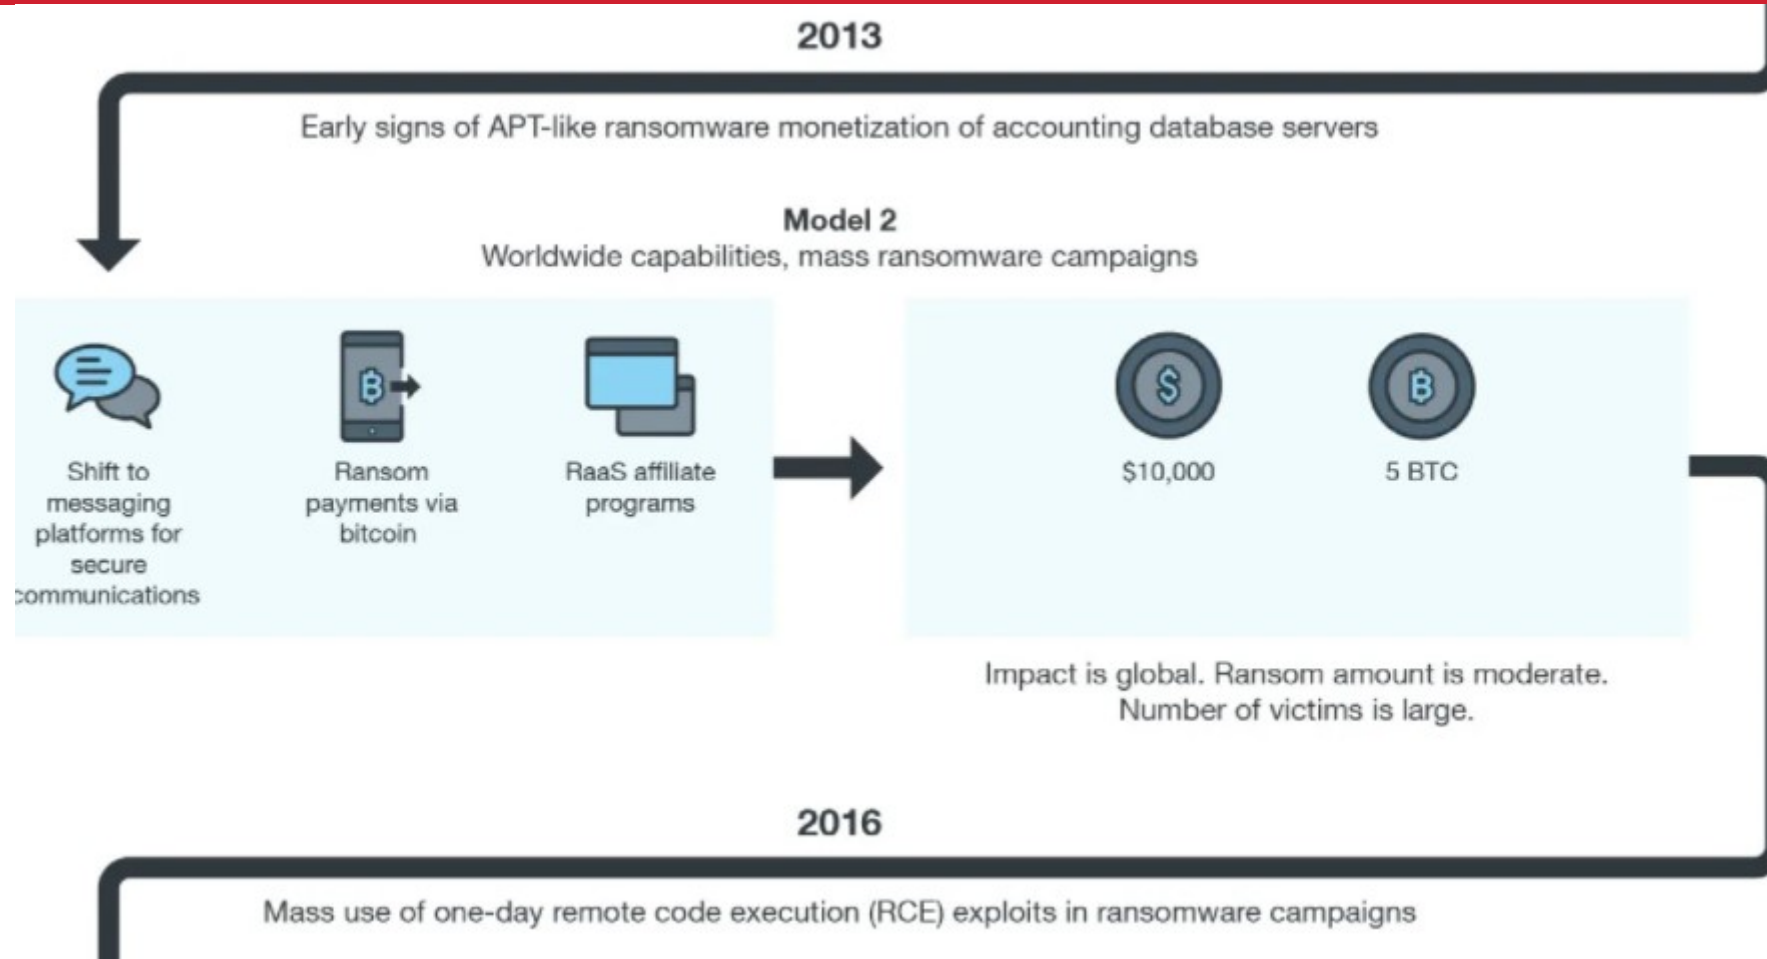 2013
Early signs of APT-like ransomware monetization of accounting database servers
Model 2
Worldwide capabilities, mass ransomware campaigns
Shift to
messaging
platforms for
secure
communications
Ransom
payments via
bitcoin
RaaS affiliate
programs
$10,000
5 BTC
Impact is global. Ransom amount is moderate.
Number of victims is large.
2016
Mass use of one-day remote code execution (RCE) exploits in ransomware campaigns